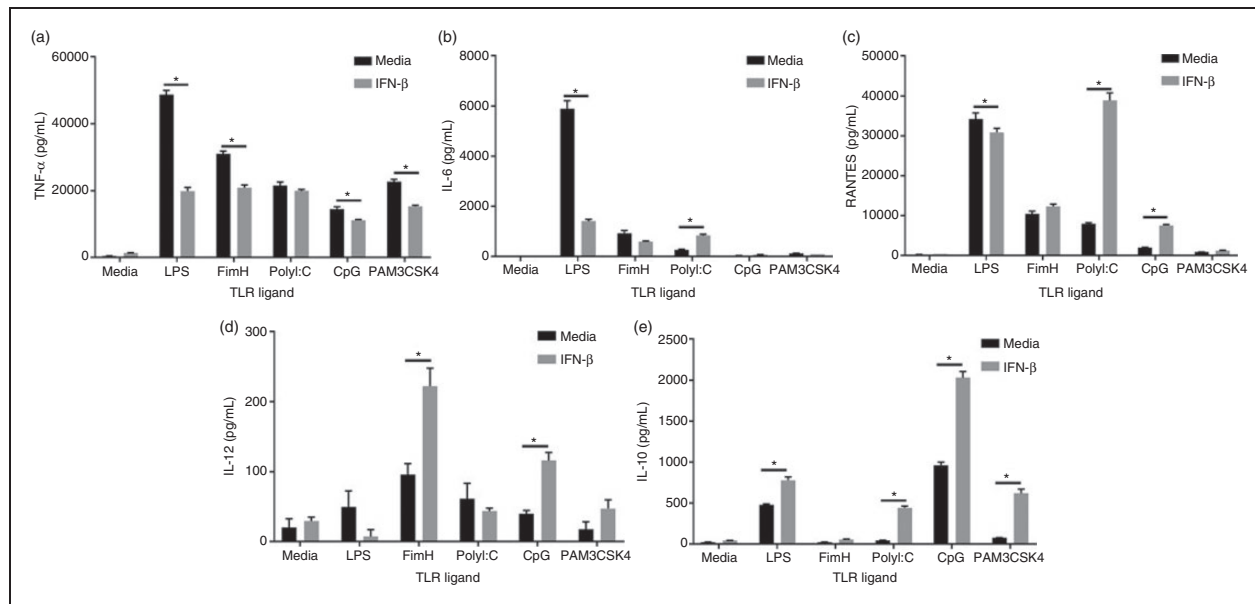 (a)
60000
40000
20000
0
TNF-α (pg/mL)
Media
IFN-β
*
*
*
*
Media LPS FimH PolyI:C CpG PAM3CSK4
TLR ligand
(b)
8000
6000
4000
2000
0
IL-6 (pg/mL)
Media
IFN-β
*
*
Media LPS FimH PolyI:C CpG PAM3CSK4
TLR ligand
(c)
50000
40000
30000
20000
10000
0
RANTES (pg/mL)
Media
IFN-β
*
*
*
Media LPS FimH PolyI:C CpG PAM3CSK4
TLR ligand
(d)
300
200
100
0
IL-12 (pg/mL)
Media
IFN-β
*
*
Media LPS FimH PolyI:C CpG PAM3CSK4
TLR ligand
(e)
2500
2000
1500
1000
500
0
IL-10 (pg/mL)
Media
IFN-β
*
*
*
*
Media LPS FimH PolyI:C CpG PAM3CSK4
TLR ligand